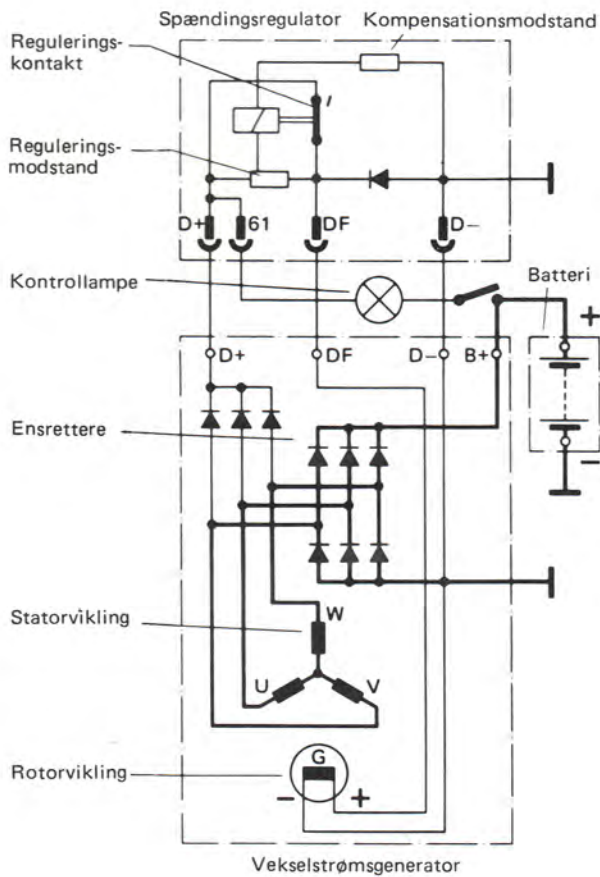 Spændingsregulator
Kompensationsmodstand
Regulerings-
kontakt
I
Regulerings-
modstand
D+ 61 DF D−
Kontrollampe
Batteri
+
D+ DF D− B+
Ensrettere
−
Statorvikling
W
U V
Rotorvikling
G
− +
Vekselstrømsgenerator